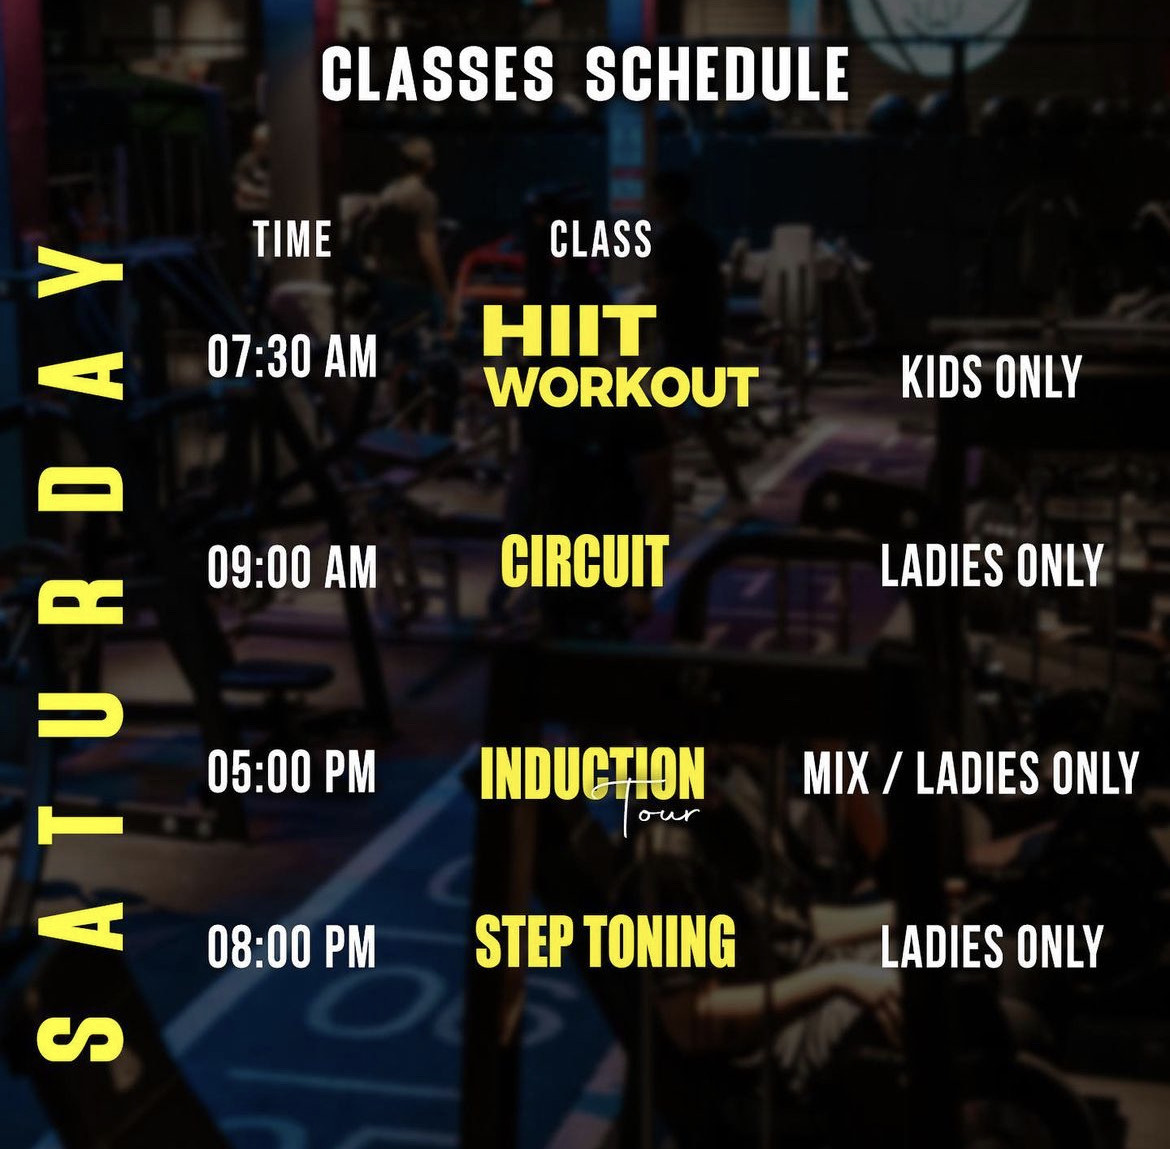 CLASSES SCHEDULE
SATURDAY
TIME CLASS
07:30 AM HIIT WORKOUT KIDS ONLY
09:00 AM CIRCUIT LADIES ONLY
05:00 PM INDUCTION Tour MIX / LADIES ONLY
08:00 PM STEP TONING LADIES ONLY